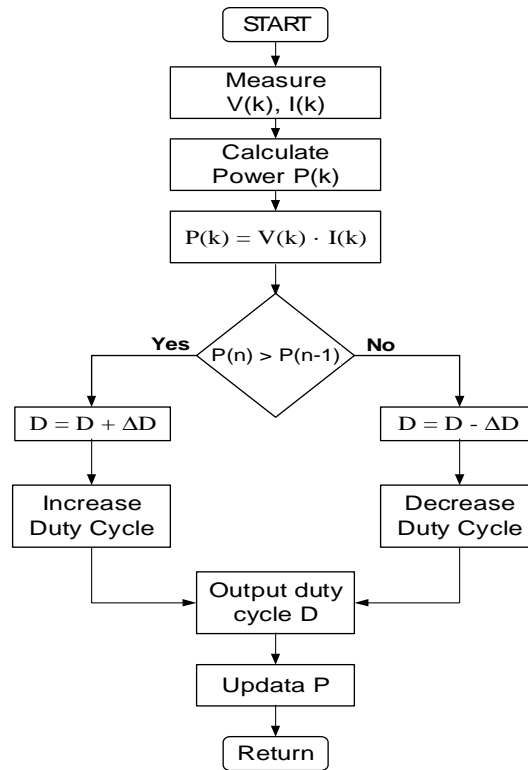 START
Measure
V(k), I(k)
Calculate
Power P(k)
P(k) = V(k) · I(k)
Yes
P(n) > P(n-1)
No
D = D + ΔD
D = D - ΔD
Increase
Duty Cycle
Decrease
Duty Cycle
Output duty
cycle D
Updata P
Return